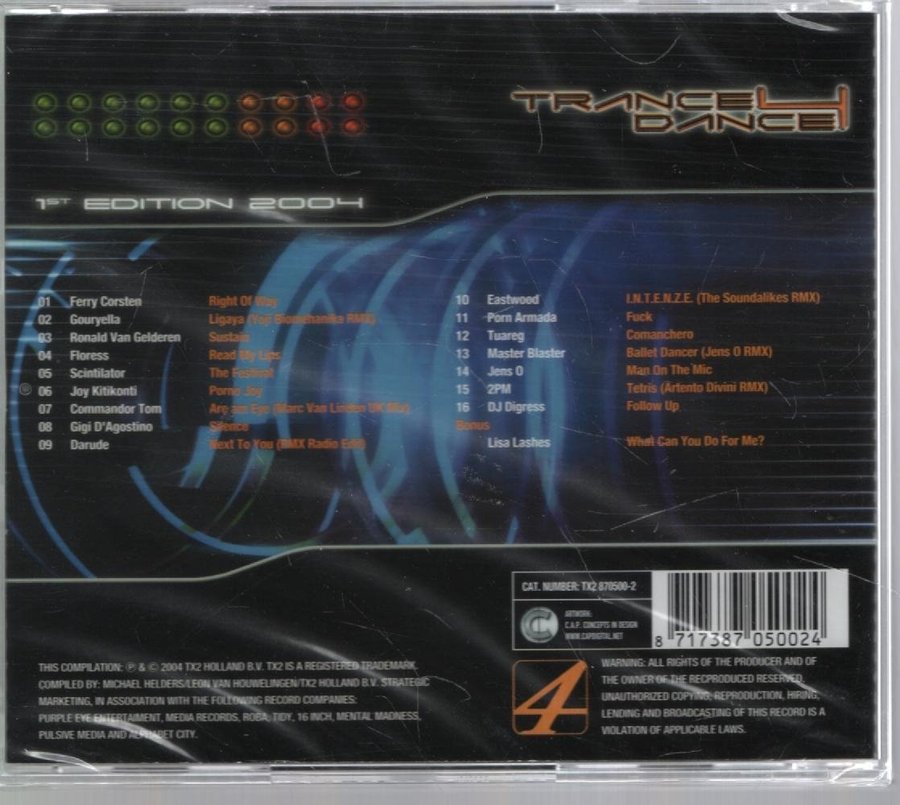 TRANCE 4
DANCE
1ST EDITION 2004
01 Ferry Corsten Right Of Way
02 Gouryella Ligaya (Yoji Biomehanika RMX)
03 Ronald Van Gelderen Sustain
04 Floress Read My Lips
05 Scintilator The Festival
06 Joy Kitikonti Porno Joy
07 Commandor Tom Are am Eye (Marc Van Linden UK Mix)
08 Gigi D'Agostino Silence
09 Darude Next To You (RMX Radio Edit)
10 Eastwood I.N.T.E.N.Z.E. (The Soundalikes RMX)
11 Porn Armada Fuck
12 Tuareg Comanchero
13 Master Blaster Ballet Dancer (Jens O RMX)
14 Jens O Man On The Mic
15 2PM Tetris (Artento Divini RMX)
16 DJ Digress Follow Up
Bonus
Lisa Lashes What Can You Do For Me?
CAT. NUMBER: TX2 870500-2
ARTWORK:
C.A.P. CONCEPTS IN DESIGN
WWW.CAPDIGITAL.NET
8 717387 050024
THIS COMPILATION: ℗ & © 2004 TX2 HOLLAND B.V. TX2 IS A REGISTERED TRADEMARK.
COMPILED BY: MICHAEL HELDERS/LEON VAN HOUWELINGEN/TX2 HOLLAND B.V. STRATEGIC
MARKETING, IN ASSOCIATION WITH THE FOLLOWING RECORD COMPANIES:
PURPLE EYE ENTERTAIMENT, MEDIA RECORDS, ROBA, TIDY, 16 INCH, MENTAL MADNESS,
PULSIVE MEDIA AND ALPHABET CITY.
4
WARNING: ALL RIGHTS OF THE PRODUCER AND OF
THE OWNER OF THE RECPRODUCED RESERVED.
UNAUTHORIZED COPYING, REPRODUCTION, HIRING,
LENDING AND BROADCASTING OF THIS RECORD IS A
VIOLATION OF APPLICABLE LAWS.